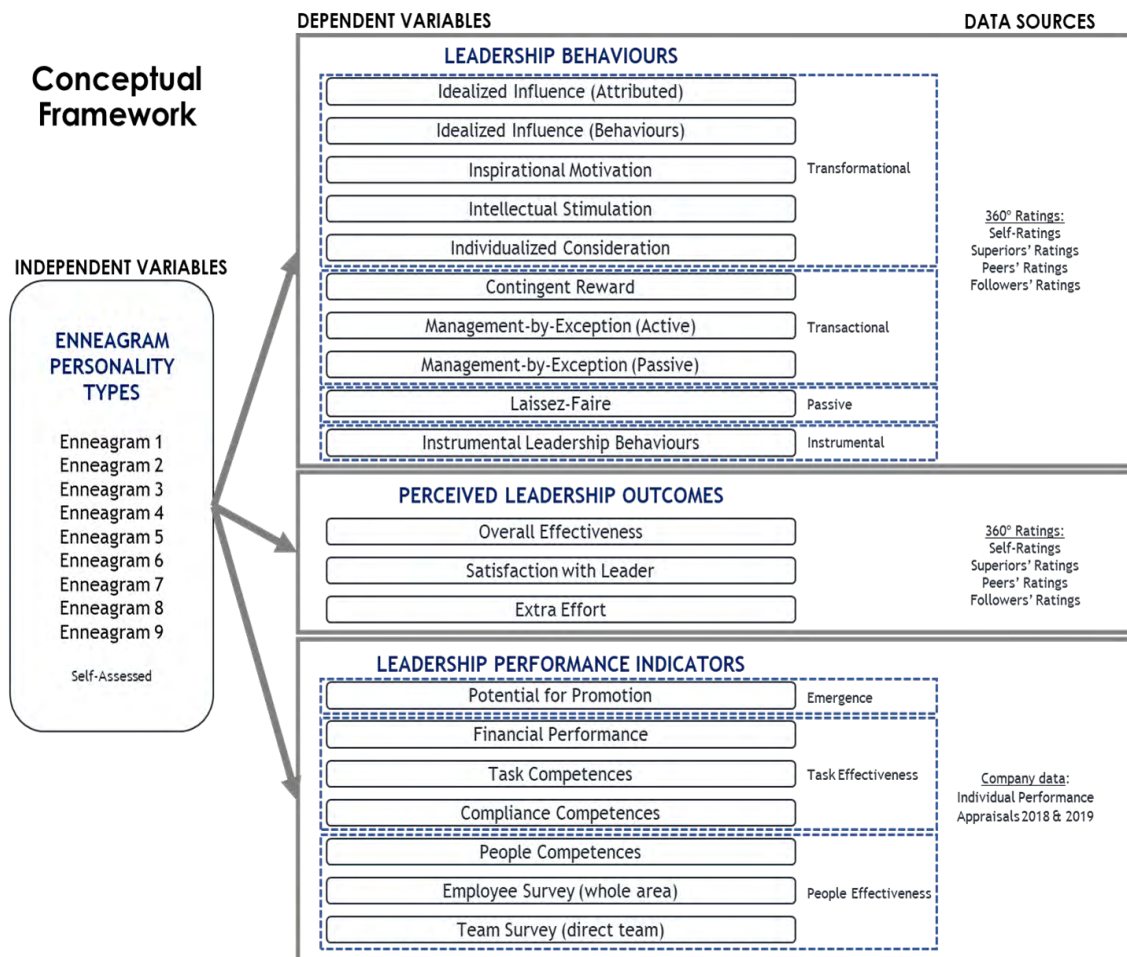 Conceptual
Framework
INDEPENDENT VARIABLES
ENNEAGRAM
PERSONALITY
TYPES
Enneagram 1
Enneagram 2
Enneagram 3
Enneagram 4
Enneagram 5
Enneagram 6
Enneagram 7
Enneagram 8
Enneagram 9
Self-Assessed
DEPENDENT VARIABLES
DATA SOURCES
LEADERSHIP BEHAVIOURS
Idealized Influence (Attributed)
Idealized Influence (Behaviours)
Inspirational Motivation
Intellectual Stimulation
Individualized Consideration
Transformational
Contingent Reward
Management-by-Exception (Active)
Management-by-Exception (Passive)
Transactional
Laissez-Faire
Passive
Instrumental Leadership Behaviours
Instrumental
360° Ratings:
Self-Ratings
Superiors' Ratings
Peers' Ratings
Followers' Ratings
PERCEIVED LEADERSHIP OUTCOMES
Overall Effectiveness
Satisfaction with Leader
Extra Effort
360° Ratings:
Self-Ratings
Superiors' Ratings
Peers' Ratings
Followers' Ratings
LEADERSHIP PERFORMANCE INDICATORS
Potential for Promotion
Emergence
Financial Performance
Task Competences
Compliance Competences
Task Effectiveness
People Competences
Employee Survey (whole area)
Team Survey (direct team)
People Effectiveness
Company data:
Individual Performance
Appraisals 2018 & 2019